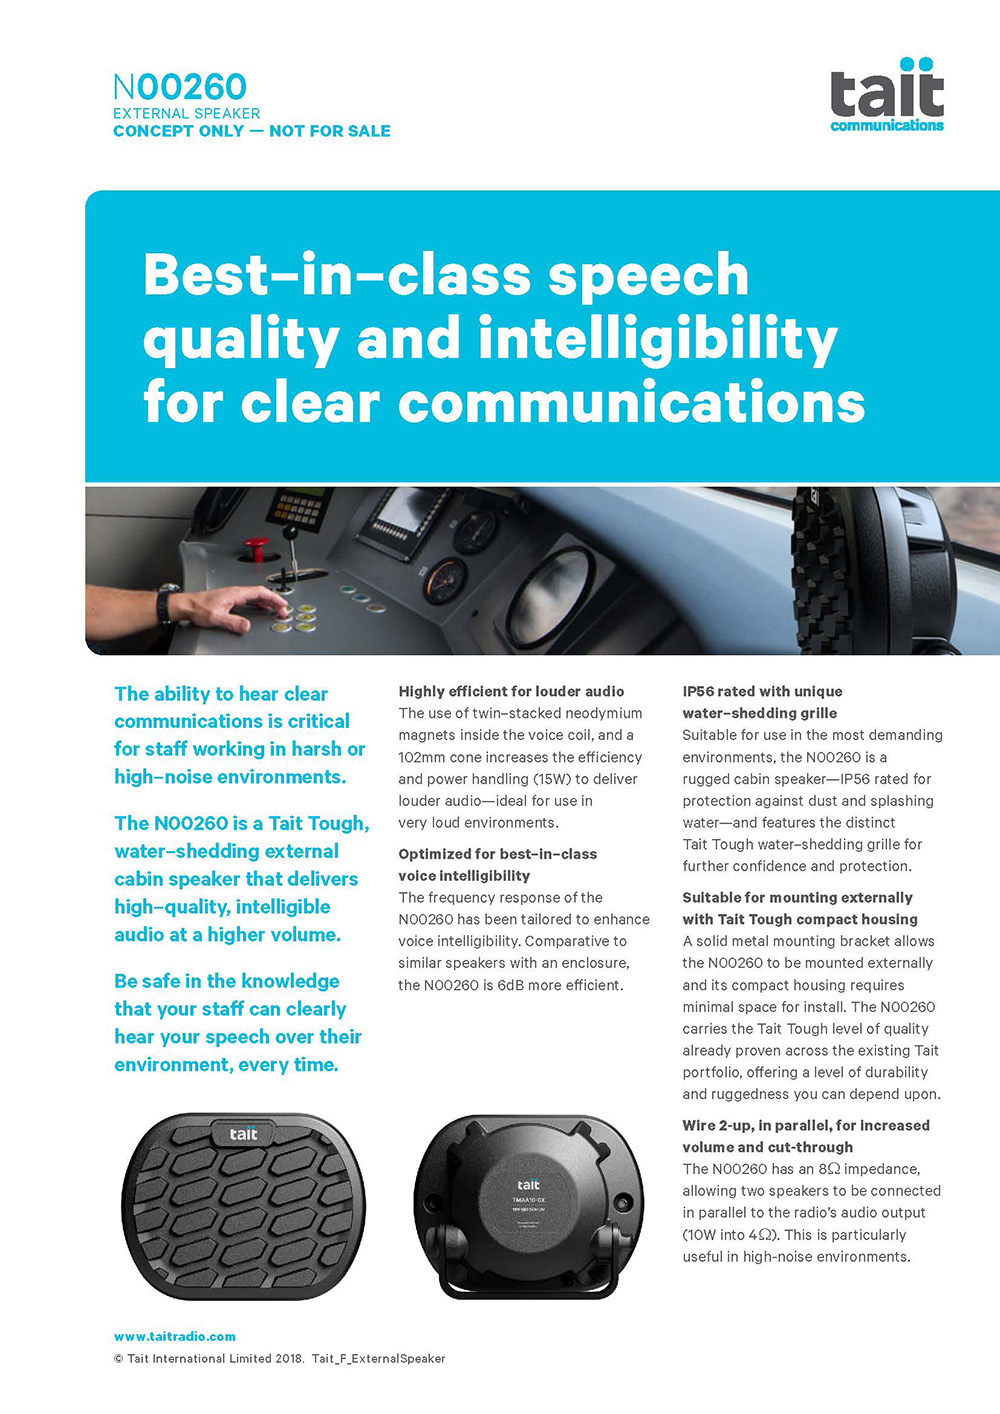 N00260
EXTERNAL SPEAKER
CONCEPT ONLY — NOT FOR SALE
taït
communications
Best–in–class speech
quality and intelligibility
for clear communications
The ability to hear clear
communications is critical
for staff working in harsh or
high–noise environments.
The N00260 is a Tait Tough,
water–shedding external
cabin speaker that delivers
high–quality, intelligible
audio at a higher volume.
Be safe in the knowledge
that your staff can clearly
hear your speech over their
environment, every time.
Highly efficient for louder audio
The use of twin–stacked neodymium
magnets inside the voice coil, and a
102mm cone increases the efficiency
and power handling (15W) to deliver
louder audio—ideal for use in
very loud environments.
Optimized for best–in–class
voice intelligibility
The frequency response of the
N00260 has been tailored to enhance
voice intelligibility. Comparative to
similar speakers with an enclosure,
the N00260 is 6dB more efficient.
IP56 rated with unique
water–shedding grille
Suitable for use in the most demanding
environments, the N00260 is a
rugged cabin speaker—IP56 rated for
protection against dust and splashing
water—and features the distinct
Tait Tough water–shedding grille for
further confidence and protection.
Suitable for mounting externally
with Tait Tough compact housing
A solid metal mounting bracket allows
the N00260 to be mounted externally
and its compact housing requires
minimal space for install. The N00260
carries the Tait Tough level of quality
already proven across the existing Tait
portfolio, offering a level of durability
and ruggedness you can depend upon.
Wire 2-up, in parallel, for increased
volume and cut-through
The N00260 has an 8Ω impedance,
allowing two speakers to be connected
in parallel to the radio's audio output
(10W into 4Ω). This is particularly
useful in high-noise environments.
taït
taït
TMAA10-0X
www.taitradio.com
© Tait International Limited 2018. Tait_F_ExternalSpeaker